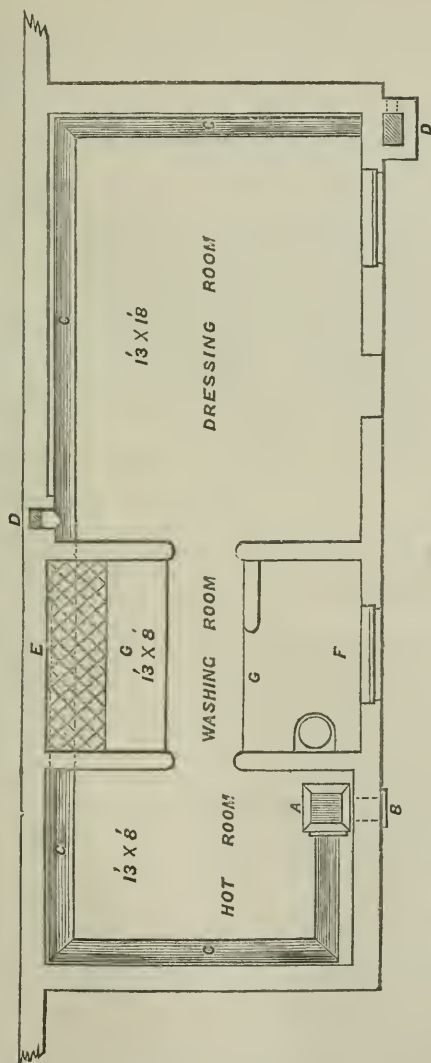 E
D
C
C
13' X 8'
G
13' X 8'
13' X 18'
C
HOT ROOM
WASHING ROOM
DRESSING ROOM
C
G
A
F
B
D